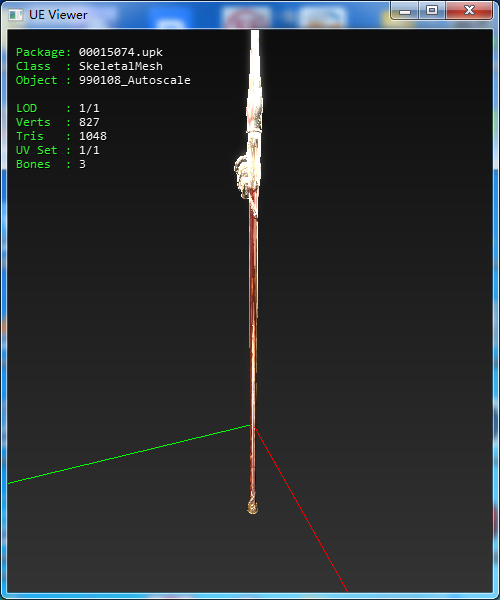 UE Viewer
Package: 00015074.upk
Class : SkeletalMesh
Object : 990108_Autoscale
LOD : 1/1
Verts : 827
Tris : 1048
UV Set : 1/1
Bones : 3